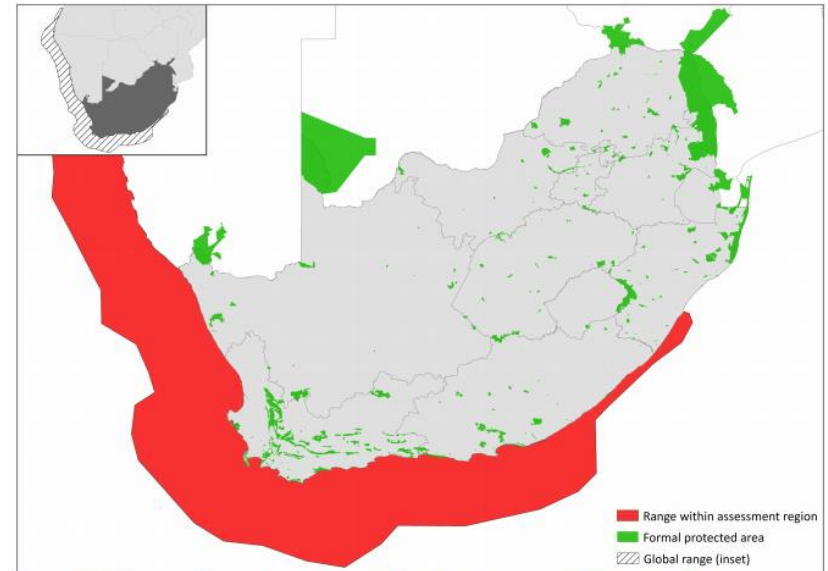 Range within assessment region
Formal protected area
Global range (inset)